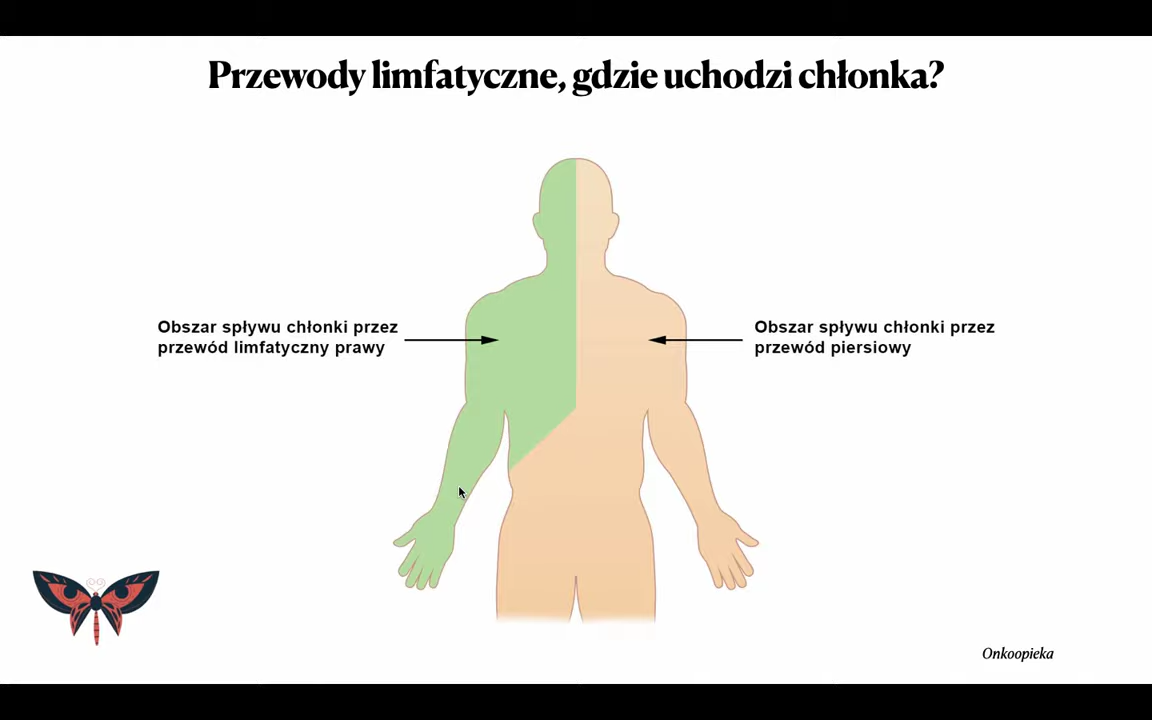 Przewody limfatyczne, gdzie uchodzi chłonka?
Obszar spływu chłonki przez
przewód limfatyczny prawy
Obszar spływu chłonki przez
przewód piersiowy
Onkoopieka